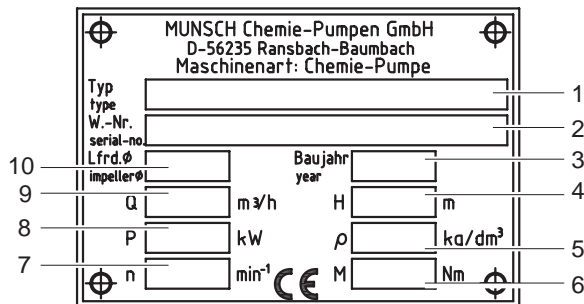 MUNSCH Chemie-Pumpen GmbH
D-56235 Ransbach-Baumbach
Maschinenart: Chemie-Pumpe
Typ
type
1
W.-Nr.
serial-no.
2
Lfrd.Ø
impellerØ
10
Baujahr
year
3
9
Q
m³/h
H
m
4
8
P
kW
ρ
ka/dm³
5
7
n
min⁻¹
CE
M
Nm
6